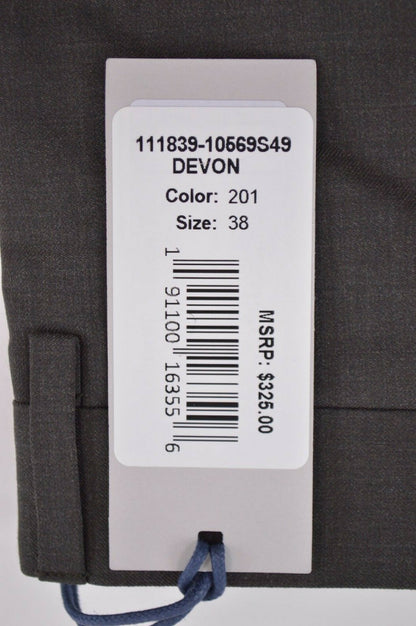 111839-10569S49
DEVON
Color: 201
Size: 38
1 91100 16355 6
MSRP: $325.00